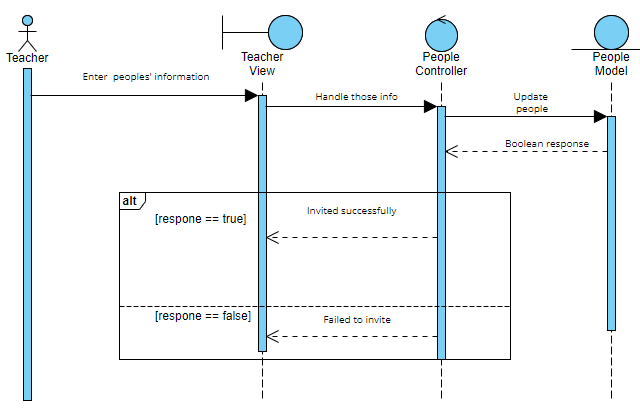 Teacher
Teacher
View
People
Controller
People
Model
Enter peoples' information
Handle those info
Update
people
Boolean response
alt
[respone == true]
Invited successfully
[respone == false]
Failed to invite